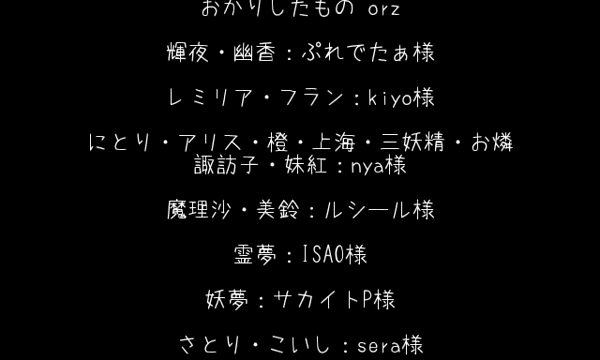 おかりしたもの orz
輝夜・幽香：ぷれでたぁ様
レミリア・フラン：kiyo様
にとり・アリス・橙・上海・三妖精・お燐
諏訪子・妹紅：nya様
魔理沙・美鈴：ルシール様
霊夢：ISAO様
妖夢：サカイトP様
さとり・こいし：sera様